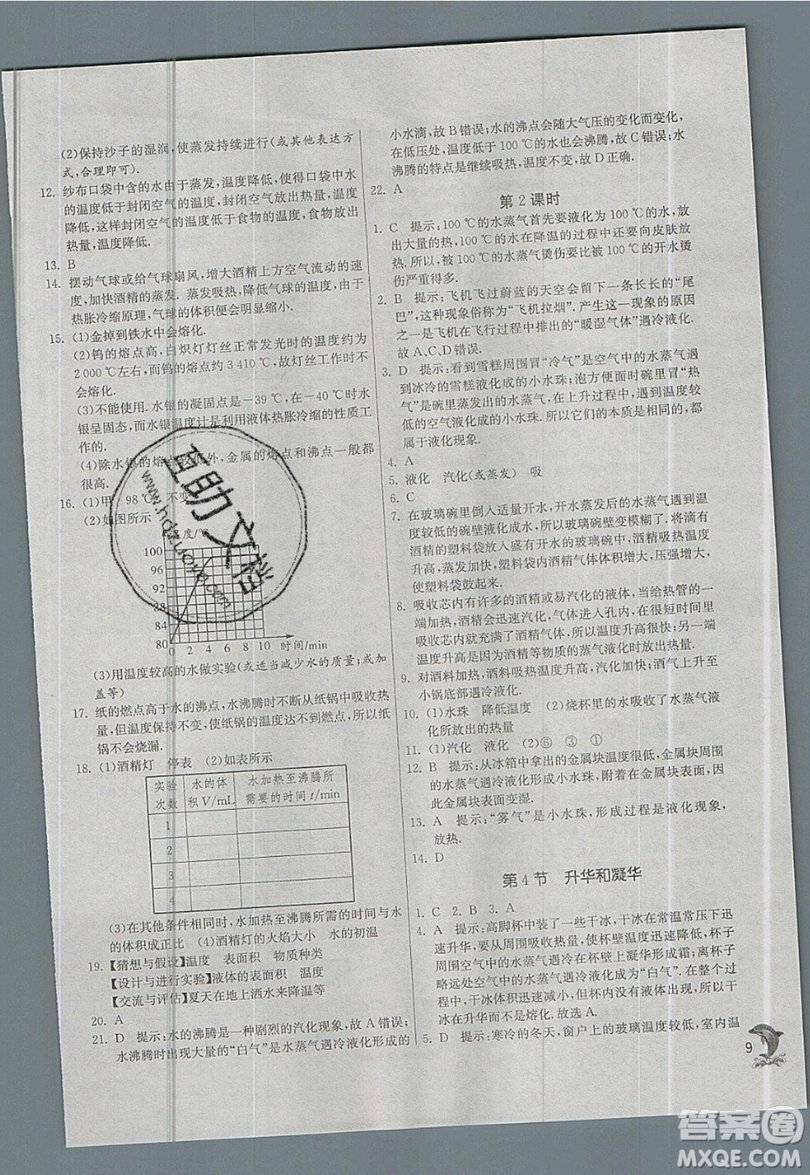 (2)保持沙子的湿润,使蒸发持续进行(或其他表达方
式,合理即可).
12. 纱布口袋中含的水由于蒸发,温度降低,使得口袋中水
的温度低于封闭空气的温度,封闭空气放出热量,温度
降低,这样封闭空气温度低于食物的温度,食物放出热
量,温度降低.
13. B
14. 摆动气球或给气球扇风,增大酒精上方空气流动的速
度,加快酒精的蒸发. 蒸发吸热,气球内气体温度降低,
热胀冷缩原理,气球的体积便会明显缩小.
15. (1)金掉到铁水中会熔化.
(2)钨的熔点高,白炽灯灯丝正常发光时的温度约为
2 000 ℃左右,而钨的熔点约 3 410 ℃,故灯丝工作时不
会熔化.
(3)不能使用. 水银的凝固点是-39 ℃,在南极,水
银呈固态,而水银温度计是利用液体热胀冷缩的性质工
作的.
(4)除水银的熔点较低外,金属的熔点和沸点一般都
很高.
16. (1)甲 98 ℃ 不变
(2)如图所示
度/℃
100
95
90
85
80
0 2 4 6 8 10 时间/min
(3)用温度较高的水做实验(或适当减少水的质量;或加
盖等)
17. 纸的燃点高于水的沸点,水沸腾时不断从纸锅中吸收热
量,但温度保持不变,使纸锅的温度达不到燃点,所以纸
锅不会烧漏.
18. (1)酒精灯 停表 (2)如表所示
实验次数 水的体积V/mL 水加热至沸腾所需要的时间t/min
1
2
3
4
(3)在其他条件相同时,水加热至沸腾所需的时间与水
的体积成正比 (4)酒精灯的火焰大小 水的初温
19. 【猜想与假设】温度 表面积 物质种类
【设计与进行实验】液体的表面积 温度
【交流与评估】夏天在地上洒水来降温等
20. A
21. D 提示:水的沸腾是一种剧烈的汽化现象,故 A 错误;
水沸腾时出现大量的“白气”是水蒸气遇冷液化形成的
小水滴,故 B 错误;水的沸点会随大气压的变化而变化,
在低压处,温度低于 100 ℃的水也会沸腾,故 C 错误;水
沸腾的特点是继续吸热,温度不变,故 D 正确.
22. A
第 2 课时
1. C 提示:100 ℃的水蒸气首先要液化为 100 ℃的水,放
出大量的热,100 ℃的水在降温的过程中还要向皮肤放
热. 所以被 100 ℃的水蒸气烫伤要比被 100 ℃的开水烫
伤严重得多.
2. B 提示:飞机飞过蔚蓝的天空会留下一条长长的“尾
巴”,这种现象俗称为“飞机拉烟”. 产生这一现象的原因
之一是飞机在飞行过程中排出的“暖湿气体”遇冷液化.
故 A、C、D 错误.
3. D 提示:看到雪糕周围冒“冷气”是空气中的水蒸气遇
到冰冷的雪糕液化成的小水珠;泡方便面时碗里冒“热
气”是碗里蒸发出的水蒸气,在碗的上方遇到温度较
低的空气液化成的小水珠. 所以它们的本质是相同的,都
属于液化现象.
4. A
5. 液化 汽化(或蒸发) 吸
6. C
7. 在玻璃碗里倒入适量开水,开水蒸发后的水蒸气遇到温
度较低的碗壁液化成水,所以玻璃碗壁变模糊了. 将滴有
酒精的塑料袋放入盛有开水的大玻璃碗里,酒精温度升
高,蒸发加快,塑料袋内酒精气体体积增大,压强增大,
使塑料袋鼓起来.
8. 吸收芯内有许多的酒精或易汽化的液体,当给热管的一
端加热时,酒精会迅速汽化,酒精进入小孔内,这样小孔
内就充满了酒精气体,所以温度升高很快;另一端
温度升高是因为酒精等物质的蒸气液化时放出热量.
9. 对酒料加热,酒料吸热升温,酒精汽化,酒精气体上升至
小锅底部遇冷液化.
10. (1)水珠 降低温度 (2)烧杯里的水吸收了水蒸气液
化所放出的热量
11. (1)汽化 液化 (2)⑥ ③ ①
12. B 提示:从冰箱中拿出的金属块温度很低,金属块周围
的水蒸气遇冷液化形成小水珠,附着在金属块表面,因
此金属块表面变湿.
13. A 提示:“雾气”是小水珠,形成过程是液化现象,
放热.
14. D
第 4 节 升华和凝华
1. C 2. B 3. A
4. A 提示:高脚杯中装了一些干冰,干冰在常温常压下迅
速升华,要从周围吸收热量,使杯壁温度迅速降低,杯子
周围空气中的水蒸气在杯壁上凝华形成白霜. 与杯子距
离略远处空气中的水蒸气液化形成“白气”. 与此同时,
干冰体积变小,但杯内没有液体出现,所以干冰体积变
小是升华而不是熔化. 故选 A.
5. D 提示:寒冷的冬天,窗户上的玻璃温度较低,室内温
9
互助文档
www.hdzuoye.com
答案圈
MXQE.COM